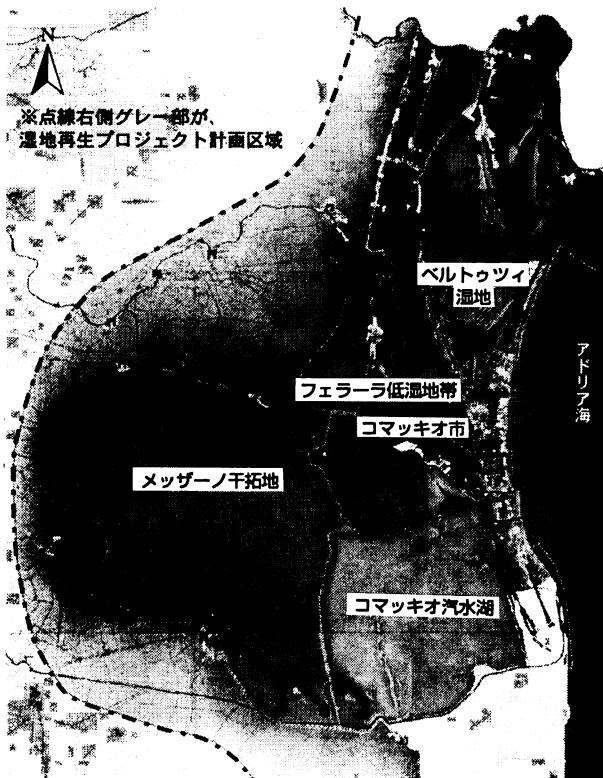 N
※点線右側グレー部が、
湿地再生プロジェクト計画区域
ベルトゥツィ
湿地
アドリア海
フェラーラ低湿地帯
コマッキオ市
メッザーノ干拓地
コマッキオ汽水湖